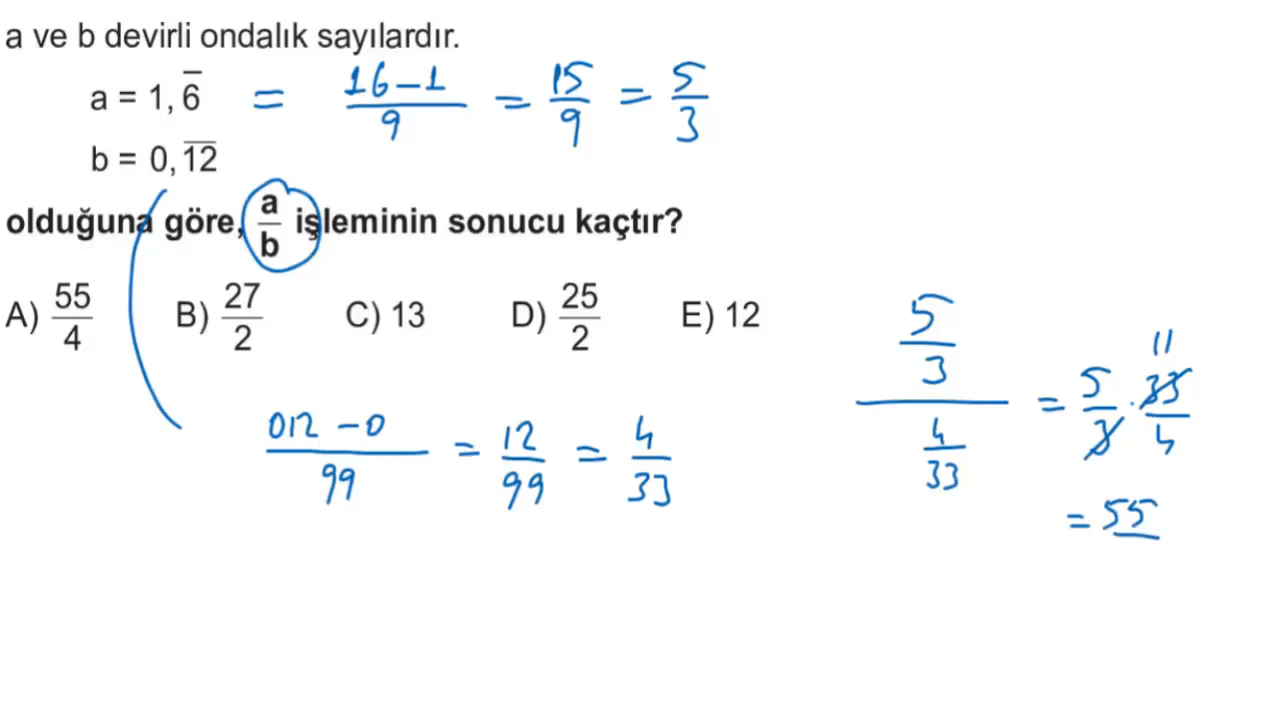 a ve b devirli ondalık sayılardır.
a = 1,6̅ = (16 – 1)/9 = 15/9 = 5/3
b = 0,1̅2̅
olduğuna göre, a/b işleminin sonucu kaçtır?
A) 55/4 B) 27/2 C) 13 D) 25/2 E) 12
(012 – 0)/99 = 12/99 = 4/33
(5/3)/(4/33) = 5/3 . 33/4 11
= 55